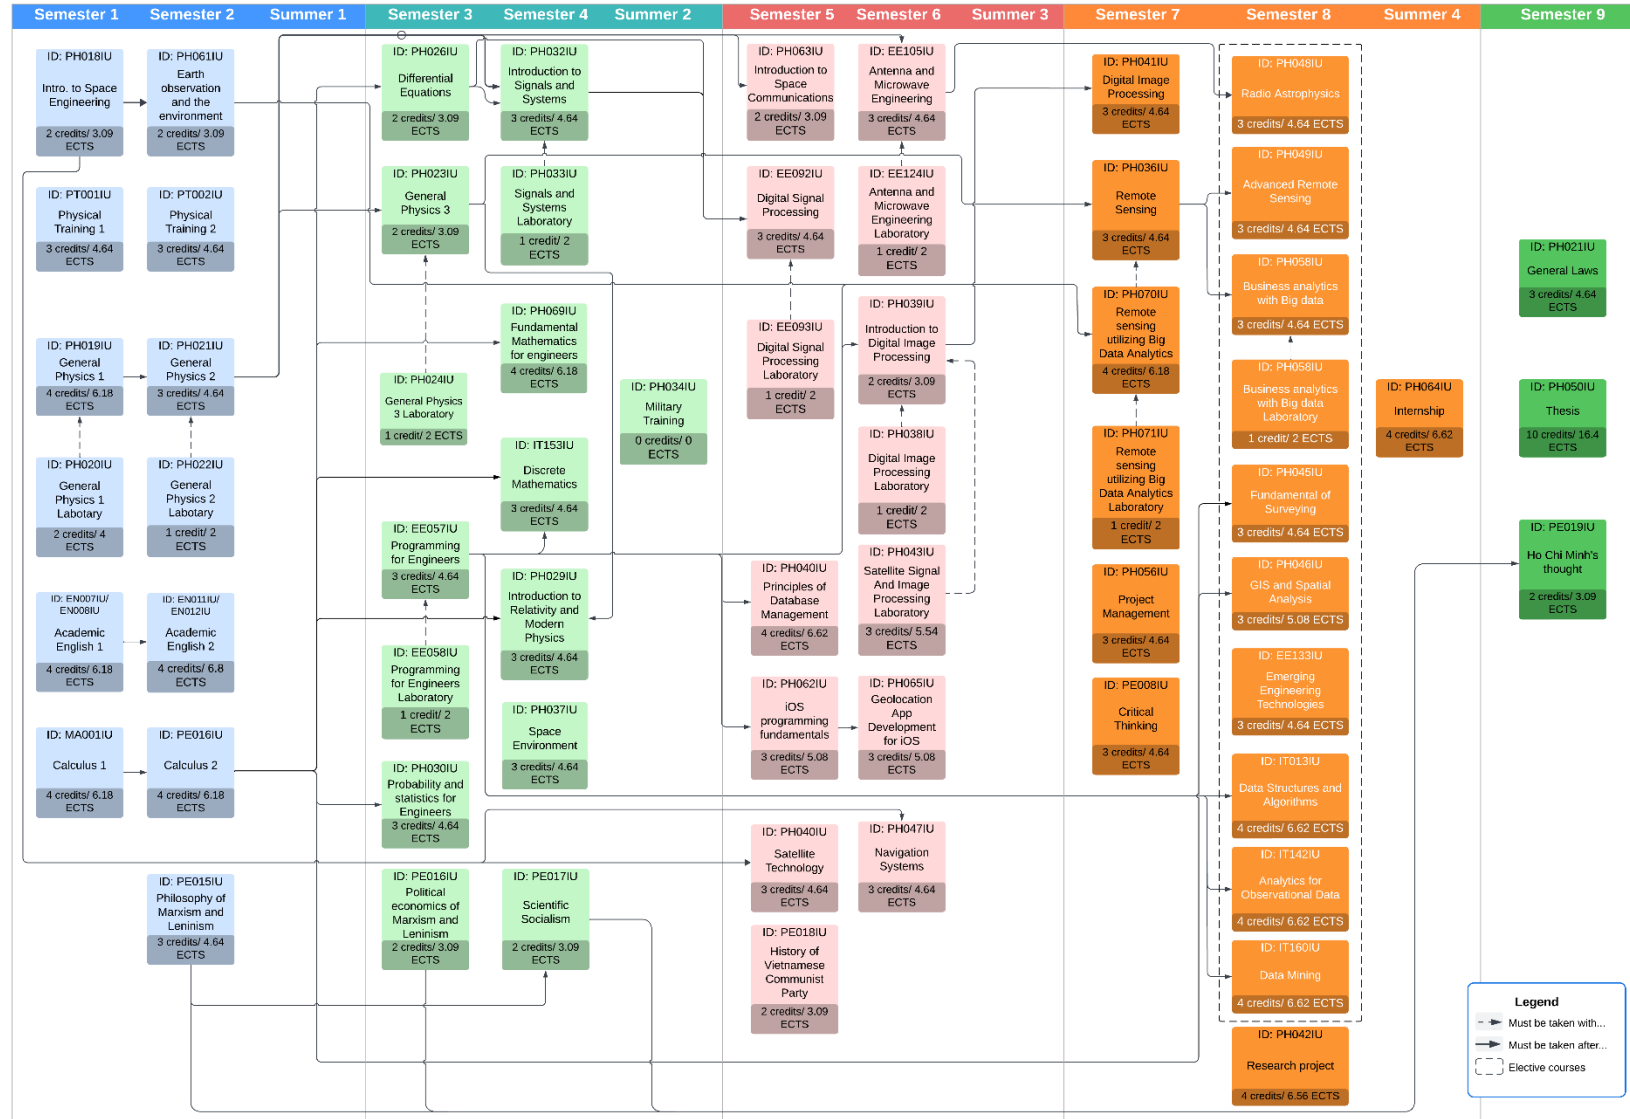 Semester 1
Semester 2
Summer 1
Semester 3
Semester 4
Summer 2
Semester 5
Semester 6
Summer 3
Semester 7
Semester 8
Summer 4
Semester 9
ID: PH018IU
Intro. to Space
Engineering
2 credits/ 3.09
ECTS
PT001IU
ID: PT001IU
Physical
Training 1
3 credits/ 4.64
ECTS
ID: PH019IU
General
Physics 1
4 credits/ 6.18
ECTS
ID: PH020IU
General
Physics 1
Labotary
2 credits/ 4
ECTS
ID: EN007IU/
EN008IU
Academic
English 1
4 credits/ 6.18
ECTS
ID: MA001IU
Calculus 1
4 credits/ 6.18
ECTS
ID: PH061IU
Earth
observation
and the
environment
2 credits/ 3.09
ECTS
ID: PT002IU
Physical
Training 2
3 credits/ 4.64
ECTS
ID: PH021IU
General
Physics 2
3 credits/ 4.64
ECTS
ID: PH022IU
General
Physics 2
Labotary
1 credit/ 2
ECTS
ID: EN011IU/
EN012IU
Academic
English 2
4 credits/ 6.8
ECTS
ID: PE016IU
Calculus 2
4 credits/ 6.18
ECTS
ID: PE015IU
Philosophy of
Marxism and
Leninism
3 credits/ 4.64
ECTS
ID: PH026IU
Differential
Equations
2 credits/ 3.09
ECTS
ID: PH023IU
General
Physics 3
2 credits/ 3.09
ECTS
ID: PH024IU
General Physics
3 Laboratory
1 credit/ 2 ECTS
ID: EE057IU
Programming
for Engineers
3 credits/ 4.64
ECTS
ID: EE058IU
Programming
for Engineers
Laboratory
1 credit/ 2
ECTS
ID: PH030IU
Probability and
statistics for
Engineers
3 credits/ 4.64
ECTS
ID: PE016IU
Political
economics of
Marxism and
Leninism
2 credits/ 3.09
ECTS
ID: PH032IU
Introduction to
Signals and
Systems
3 credits/ 4.64
ECTS
ID: PH033IU
Signals and
Systems
Laboratory
1 credit/ 2
ECTS
ID: PH069IU
Fundamental
Mathematics
for engineers
4 credits/ 6.18
ECTS
ID: IT153IU
Discrete
Mathematics
3 credits/ 4.64
ECTS
ID: PH029IU
Introduction to
Relativity and
Modern
Physics
3 credits/ 4.64
ECTS
ID: PH037IU
Space
Environment
3 credits/ 4.64
ECTS
ID: PE017IU
Scientific
Socialism
2 credits/ 3.09
ECTS
ID: PH034IU
Military
Training
0 credits/ 0
ECTS
ID: PH063IU
Introduction to
Space
Communications
2 credits/ 3.09
ECTS
ID: EE092IU
Digital Signal
Processing
3 credits/ 4.64
ECTS
ID: EE093IU
Digital Signal
Processing
Laboratory
1 credit/ 2
ECTS
ID: PH040IU
Principles of
Database
Management
4 credits/ 6.62
ECTS
ID: PH062IU
iOS
programming
fundamentals
3 credits/ 5.08
ECTS
ID: PH040IU
Satellite
Technology
3 credits/ 4.64
ECTS
ID: PE018IU
History of
Vietnamese
Communist
Party
2 credits/ 3.09
ECTS
ID: EE105IU
Antenna and
Microwave
Engineering
3 credits/ 4.64
ECTS
ID: EE124IU
Antenna and
Microwave
Engineering
Laboratory
1 credit/ 2
ECTS
ID: PH039IU
Introduction to
Digital Image
Processing
2 credits/ 3.09
ECTS
ID: PH038IU
Digital Image
Processing
Laboratory
1 credit/ 2
ECTS
ID: PH043IU
Satellite Signal
And Image
Processing
Laboratory
3 credits/ 5.54
ECTS
ID: PH065IU
Geolocation
App
Development
for iOS
3 credits/ 5.08
ECTS
ID: PH047IU
Navigation
Systems
3 credits/ 4.64
ECTS
ID: PH041IU
Digital Image
Processing
3 credits/ 4.64
ECTS
ID: PH036IU
Remote
Sensing
3 credits/ 4.64
ECTS
ID: PH070IU
Remote
sensing
utilizing Big
Data Analytics
4 credits/ 6.18
ECTS
ID: PH071IU
Remote
sensing
utilizing Big
Data Analytics
Laboratory
1 credit/ 2
ECTS
ID: PH056IU
Project
Management
3 credits/ 4.64
ECTS
ID: PE008IU
Critical
Thinking
3 credits/ 4.64
ECTS
ID: PH048IU
Radio Astrophysics
3 credits/ 4.64 ECTS
ID: PH049IU
Advanced Remote
Sensing
3 credits/ 4.64 ECTS
ID: PH058IU
Business analytics
with Big data
3 credits/ 4.64 ECTS
ID: PH058IU
Business analytics
with Big data
Laboratory
1 credit/ 2 ECTS
ID: PH045IU
Fundamental of
Surveying
3 credits/ 4.64 ECTS
ID: PH046IU
GIS and Spatial
Analysis
3 credits/ 5.08 ECTS
ID: EE133IU
Emerging
Engineering
Technologies
3 credits/ 4.64 ECTS
ID: IT013IU
Data Structures and
Algorithms
4 credits/ 6.62 ECTS
ID: IT142IU
Analytics for
Observational Data
4 credits/ 6.62 ECTS
ID: IT160IU
Data Mining
4 credits/ 6.62 ECTS
ID: PH042IU
Research project
4 credits/ 6.56 ECTS
ID: PH064IU
Internship
4 credits/ 6.62
ECTS
ID: PH021IU
General Laws
3 credits/ 4.64
ECTS
ID: PH050IU
Thesis
10 credits/ 16.4
ECTS
ID: PE019IU
Ho Chi Minh's
thought
2 credits/ 3.09
ECTS
Legend
Must be taken with...
Must be taken after...
Elective courses